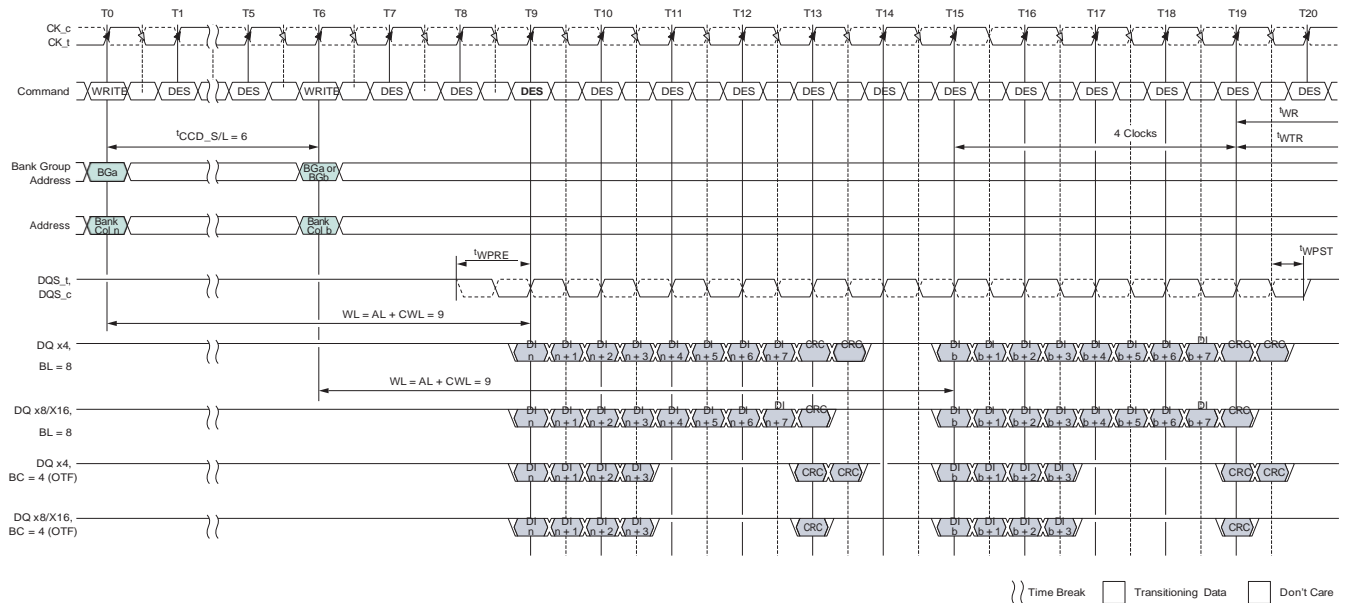 T0 T1 T5 T6 T7 T8 T9 T10 T11 T12 T13 T14 T15 T16 T17 T18 T19 T20
CK_c
CK_t
Command WRITE DES DES WRITE DES DES DES DES DES DES DES DES DES DES DES DES DES DES
tWR
tCCD_S/L = 6 4 Clocks tWTR
Bank Group
Address BGa BGa or
BGb
Address Bank
Col n Bank
Col b
tWPRE tWPST
DQS_t,
DQS_c
WL = AL + CWL = 9
DQ x4,
BL = 8
DI
n DI
n + 1 DI
n + 2 DI
n + 3 DI
n + 4 DI
n + 5 DI
n + 6 DI
n + 7 CRC CRC DI
b DI
b + 1 DI
b + 2 DI
b + 3 DI
b + 4 DI
b + 5 DI
b + 6 DI
b + 7 CRC CRC
WL = AL + CWL = 9
DQ x8/X16,
BL = 8
DI
n DI
n + 1 DI
n + 2 DI
n + 3 DI
n + 4 DI
n + 5 DI
n + 6 DI
n + 7 CRC DI
b DI
b + 1 DI
b + 2 DI
b + 3 DI
b + 4 DI
b + 5 DI
b + 6 DI
b + 7 CRC
DQ x4,
BC = 4 (OTF)
DI
n DI
n + 1 DI
n + 2 DI
n + 3 CRC CRC DI
b DI
b + 1 DI
b + 2 DI
b + 3 CRC CRC
DQ x8/X16,
BC = 4 (OTF)
DI
n DI
n + 1 DI
n + 2 DI
n + 3 CRC DI
b DI
b + 1 DI
b + 2 DI
b + 3 CRC
Time Break Transitioning Data Don't Care